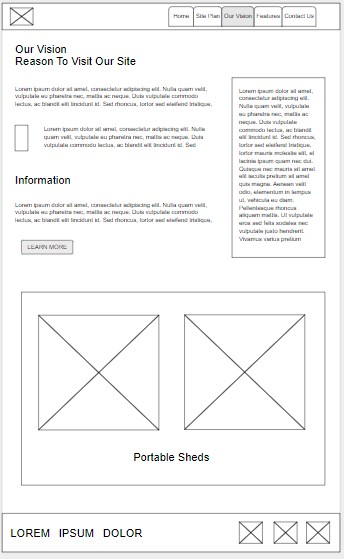 Home Site Plan Our Vision Features Contact Us
Our Vision
Reason To Visit Our Site
Lorem ipsum dolor sit amet, consectetur adipiscing elit. Nulla quam velit,
vulputate eu pharetra nec, mattis ac neque. Duis vulputate commodo
lectus, ac blandit elit tincidunt id. Sed rhoncus, tortor sed eleifend tristique,
Lorem ipsum dolor sit amet, consectetur adipiscing elit. Nulla
quam velit, vulputate eu pharetra nec, mattis ac neque. Duis
vulputate commodo lectus, ac blandit elit tincidunt id. Sed
Information
Lorem ipsum dolor sit amet, consectetur adipiscing elit. Nulla quam velit,
vulputate eu pharetra nec, mattis ac neque. Duis vulputate commodo
lectus, ac blandit elit tincidunt id. Sed rhoncus, tortor sed eleifend tristique,
LEARN MORE
Lorem ipsum dolor sit amet,
consectetur adipiscing elit.
Nulla quam velit, vulputate
eu pharetra nec, mattis ac
neque. Duis vulputate
commodo lectus, ac blandit
elit tincidunt id. Sed rhoncus,
tortor sed eleifend tristique,
tortor mauris molestie elit, et
lacinia ipsum quam nec dui.
Quisque nec mauris sit amet
elit iaculis pretium sit amet
quis magna. Aenean velit
odio, elementum in tempus
ut, vehicula eu diam.
Pellentesque rhoncus
aliquam mattis. Ut vulputate
eros sed felis sodales nec
vulputate justo hendrerit.
Vivamus varius pretium
Portable Sheds
LOREM IPSUM DOLOR